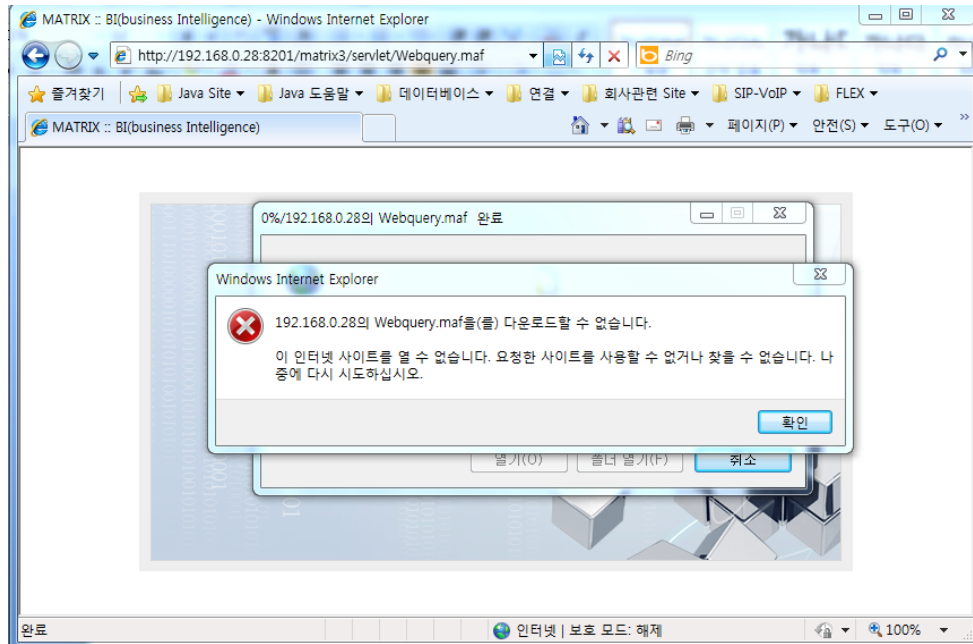 MATRIX :: BI(business Intelligence) - Windows Internet Explorer
http://192.168.0.28:8201/matrix3/servlet/Webquery.maf
Bing
즐겨찾기 Java Site Java 도움말 데이터베이스 연결 회사관련 Site SIP-VoIP FLEX
MATRIX :: BI(business Intelligence)
페이지(P) 안전(S) 도구(O)
0%/192.168.0.28의 Webquery.maf 완료
Windows Internet Explorer
192.168.0.28의 Webquery.maf을(를) 다운로드할 수 없습니다.
이 인터넷 사이트를 열 수 없습니다. 요청한 사이트를 사용할 수 없거나 찾을 수 없습니다. 나
중에 다시 시도하십시오.
확인
열기(O) 폴더 열기(F) 취소
완료 인터넷 | 보호 모드: 해제 100%